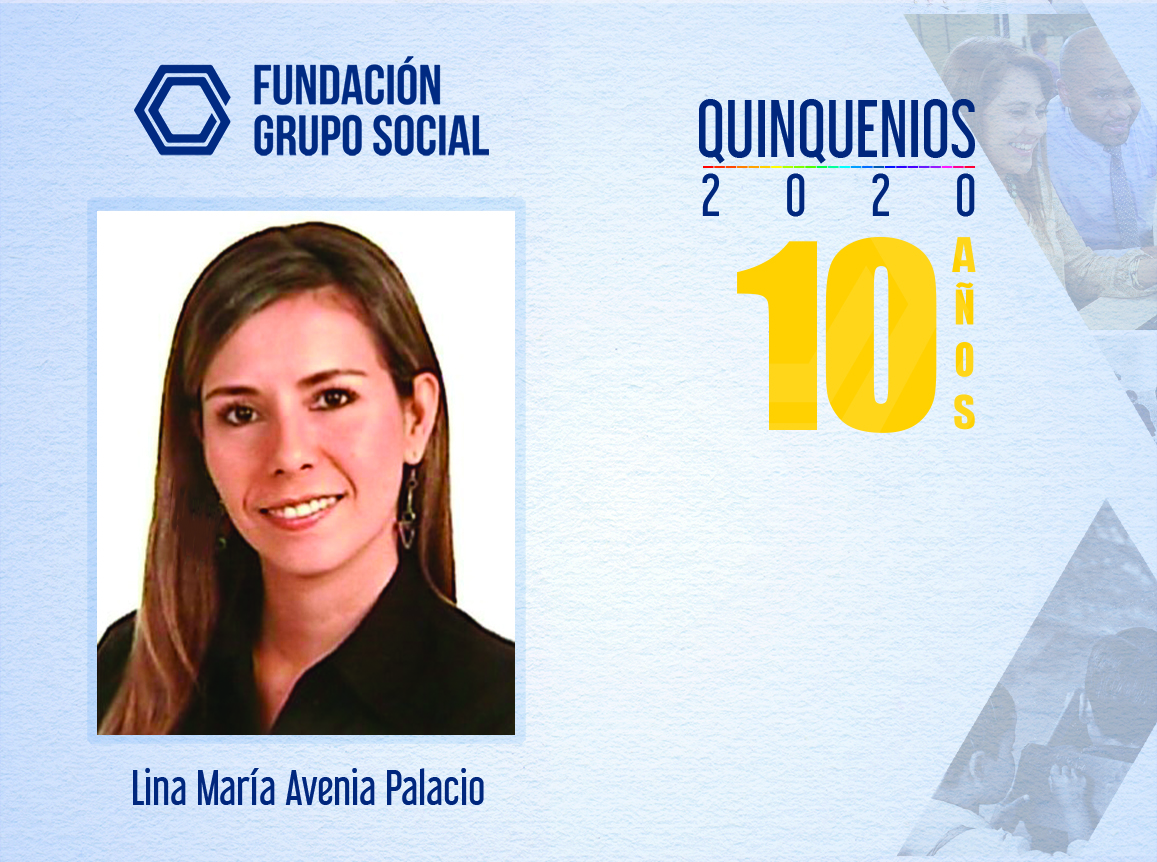 FUNDACIÓN
GRUPO SOCIAL
QUINQUENIOS
2020
10 AÑOS
Lina María Avenia Palacio